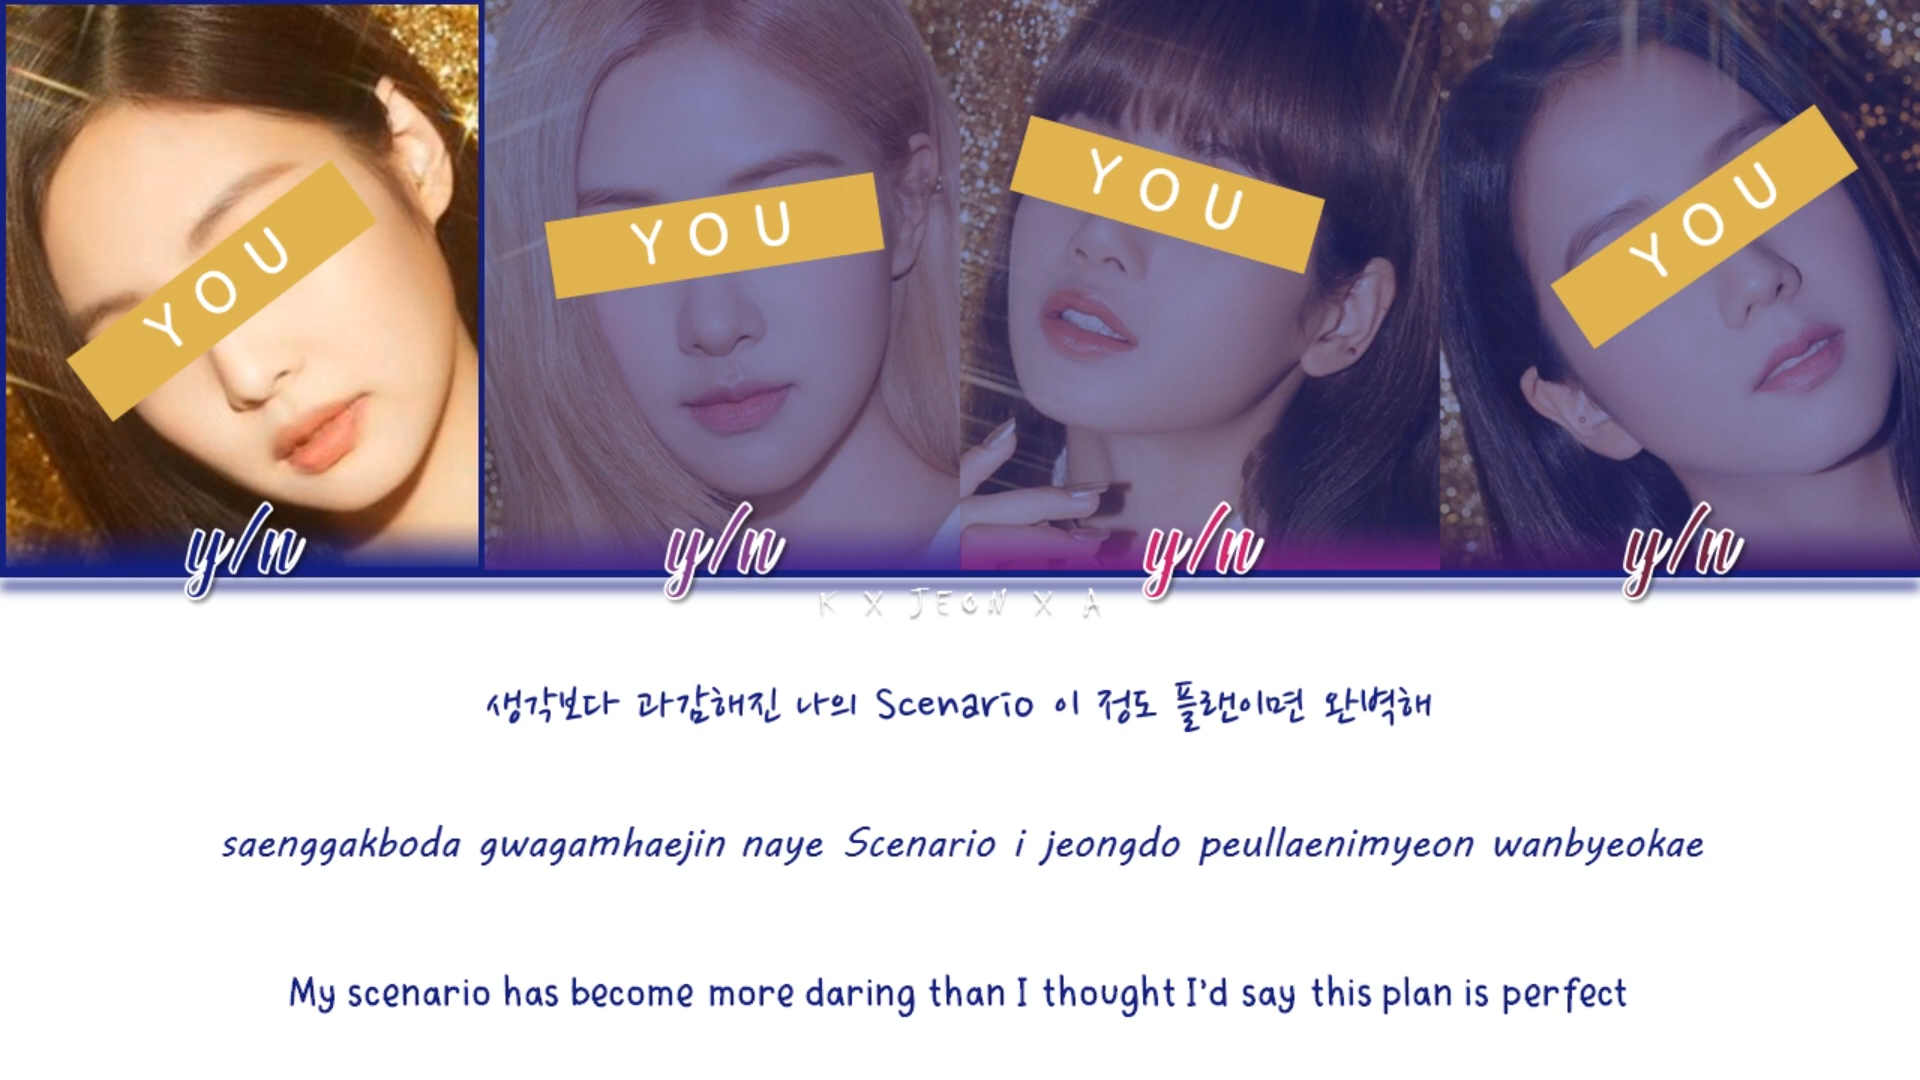 YOU
YOU
YOU
YOU
y/n
y/n
y/n
y/n
K X JEON X A
생각보다 과감해진 나의 Scenario 이 정도 플랜이면 완벽해
saenggakboda gwagamhaejin naye Scenario i jeongdo peullaenimyeon wanbyeokae
My scenario has become more daring than I thought I'd say this plan is perfect